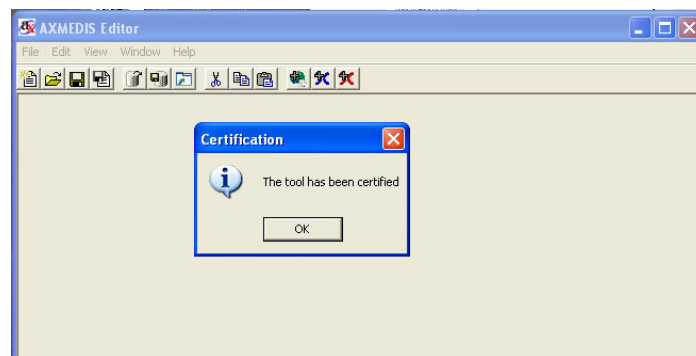 AXMEDIS Editor
File Edit View Window Help
Certification
The tool has been certified
OK